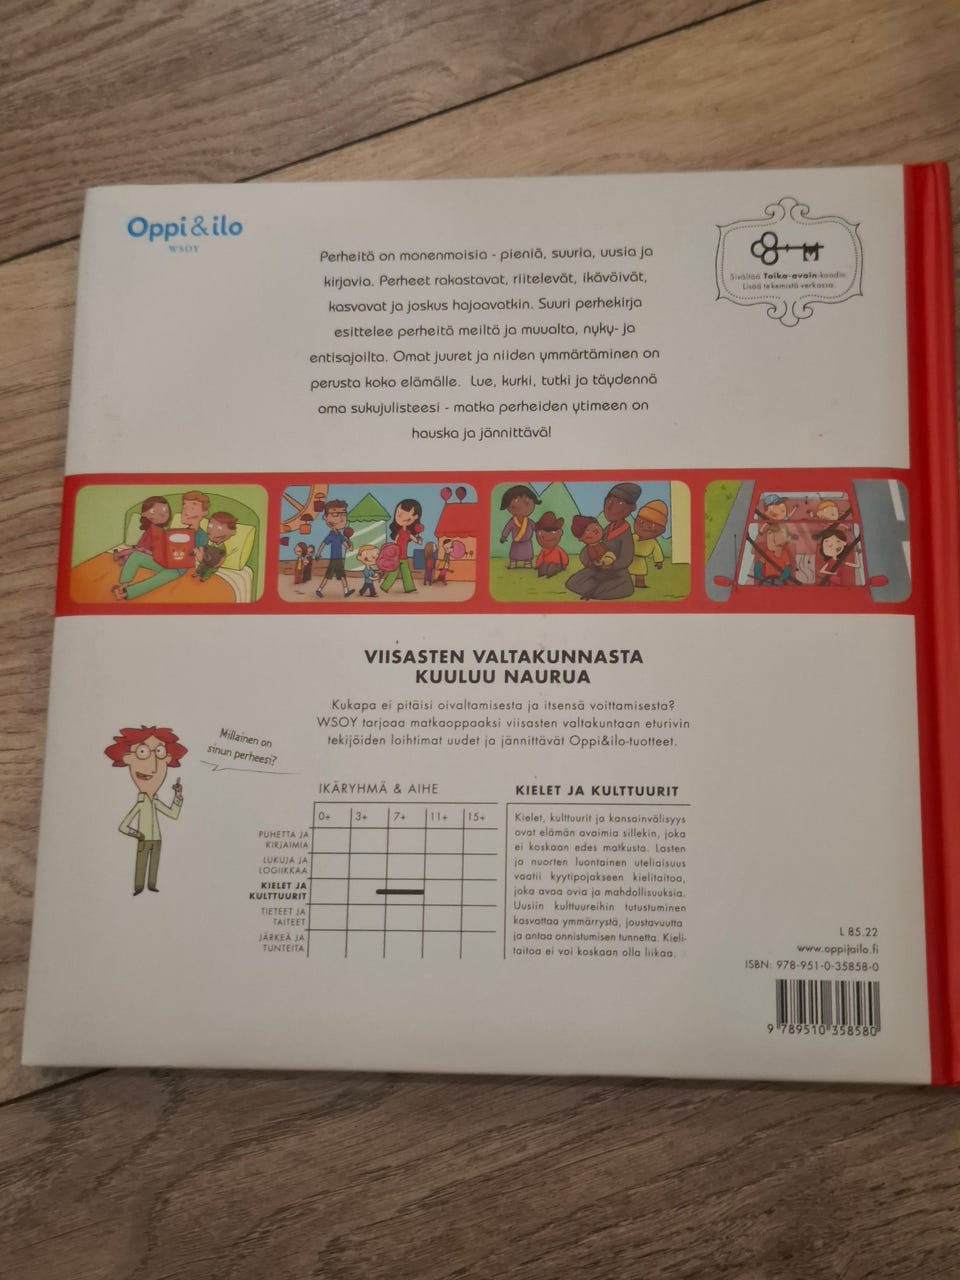 Oppi&ilo
WSOY
Perheitä on monenmoisia - pieniä, suuria, uusia ja
kirjavia. Perheet rakastavat, riitelevät, ikävöivät,
kasvavat ja joskus hajoavatkin. Suuri perhekirja
esittelee perheitä meiltä ja muualta, nyky- ja
entisajoilta. Omat juuret ja niiden ymmärtäminen on
perusta koko elämälle. Lue, kurki, tutki ja täydennä
oma sukujulisteesi - matka perheiden ytimeen on
hauska ja jännittävä!
Sisältää Taika-avain-koodin.
Lisää tekemistä verkossa.
VIISASTEN VALTAKUNNASTA
KUULUU NAURUA
Kukapa ei pitäisi oivaltamisesta ja itsensä voittamisesta?
WSOY tarjoaa matkaoppaaksi viisasten valtakuntaan eturivin
tekijöiden loihtimat uudet ja jännittävät Oppi&ilo-tuotteet.
Millainen on
sinun perheesi?
IKÄRYHMÄ & AIHE
0+ 3+ 7+ 11+ 15+
PUHETTA JA
KIRJAIMIA
LUKUJA JA
LOGIIKKAA
KIELET JA
KULTTUURIT
TIETEET JA
TAITEET
JÄRKEÄ JA
TUNTEITA
KIELET JA KULTTUURIT
Kielet, kulttuurit ja kansainvälisyys
ovat elämän avaimia sillekin, joka
ei koskaan edes matkusta. Lasten
ja nuorten luontainen uteliaisuus
vaatii kyytipojakseen kielitaitoa,
joka avaa ovia ja mahdollisuuksia.
Uusiin kulttuureihin tutustuminen
kasvattaa ymmärrystä, joustavuutta
ja antaa onnistumisen tunnetta. Kieli-
taitoa ei voi koskaan olla liikaa.
L 85.22
www.oppijailo.fi
ISBN: 978-951-0-35858-0
9 789510 358580